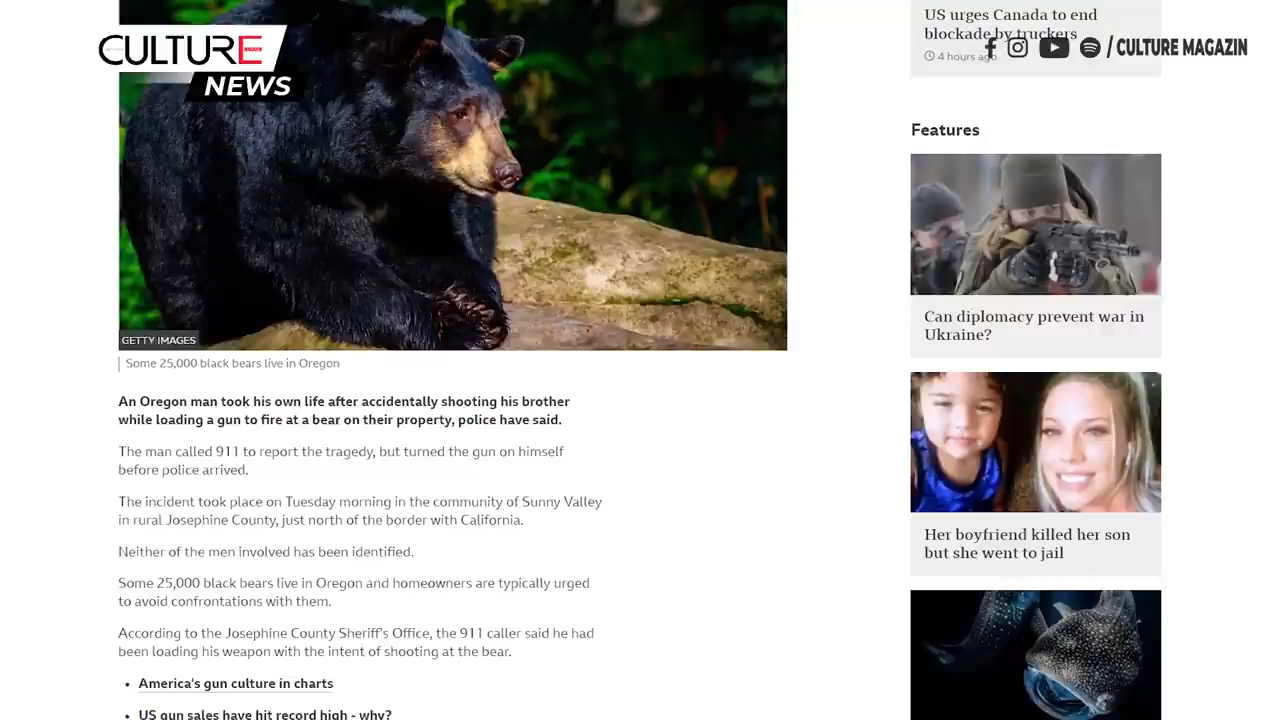 CULTURE
NEWS
US urges Canada to end
blockade by truckers
4 hours ago
/ CULTURE MAGAZIN
Features
GETTY IMAGES
Some 25,000 black bears live in Oregon
An Oregon man took his own life after accidentally shooting his brother
while loading a gun to fire at a bear on their property, police have said.
The man called 911 to report the tragedy, but turned the gun on himself
before police arrived.
The incident took place on Tuesday morning in the community of Sunny Valley
in rural Josephine County, just north of the border with California.
Neither of the men involved has been identified.
Some 25,000 black bears live in Oregon and homeowners are typically urged
to avoid confrontations with them.
According to the Josephine County Sheriff's Office, the 911 caller said he had
been loading his weapon with the intent of shooting at the bear.
America's gun culture in charts
US gun sales have hit record high - why?
Can diplomacy prevent war in
Ukraine?
Her boyfriend killed her son
but she went to jail